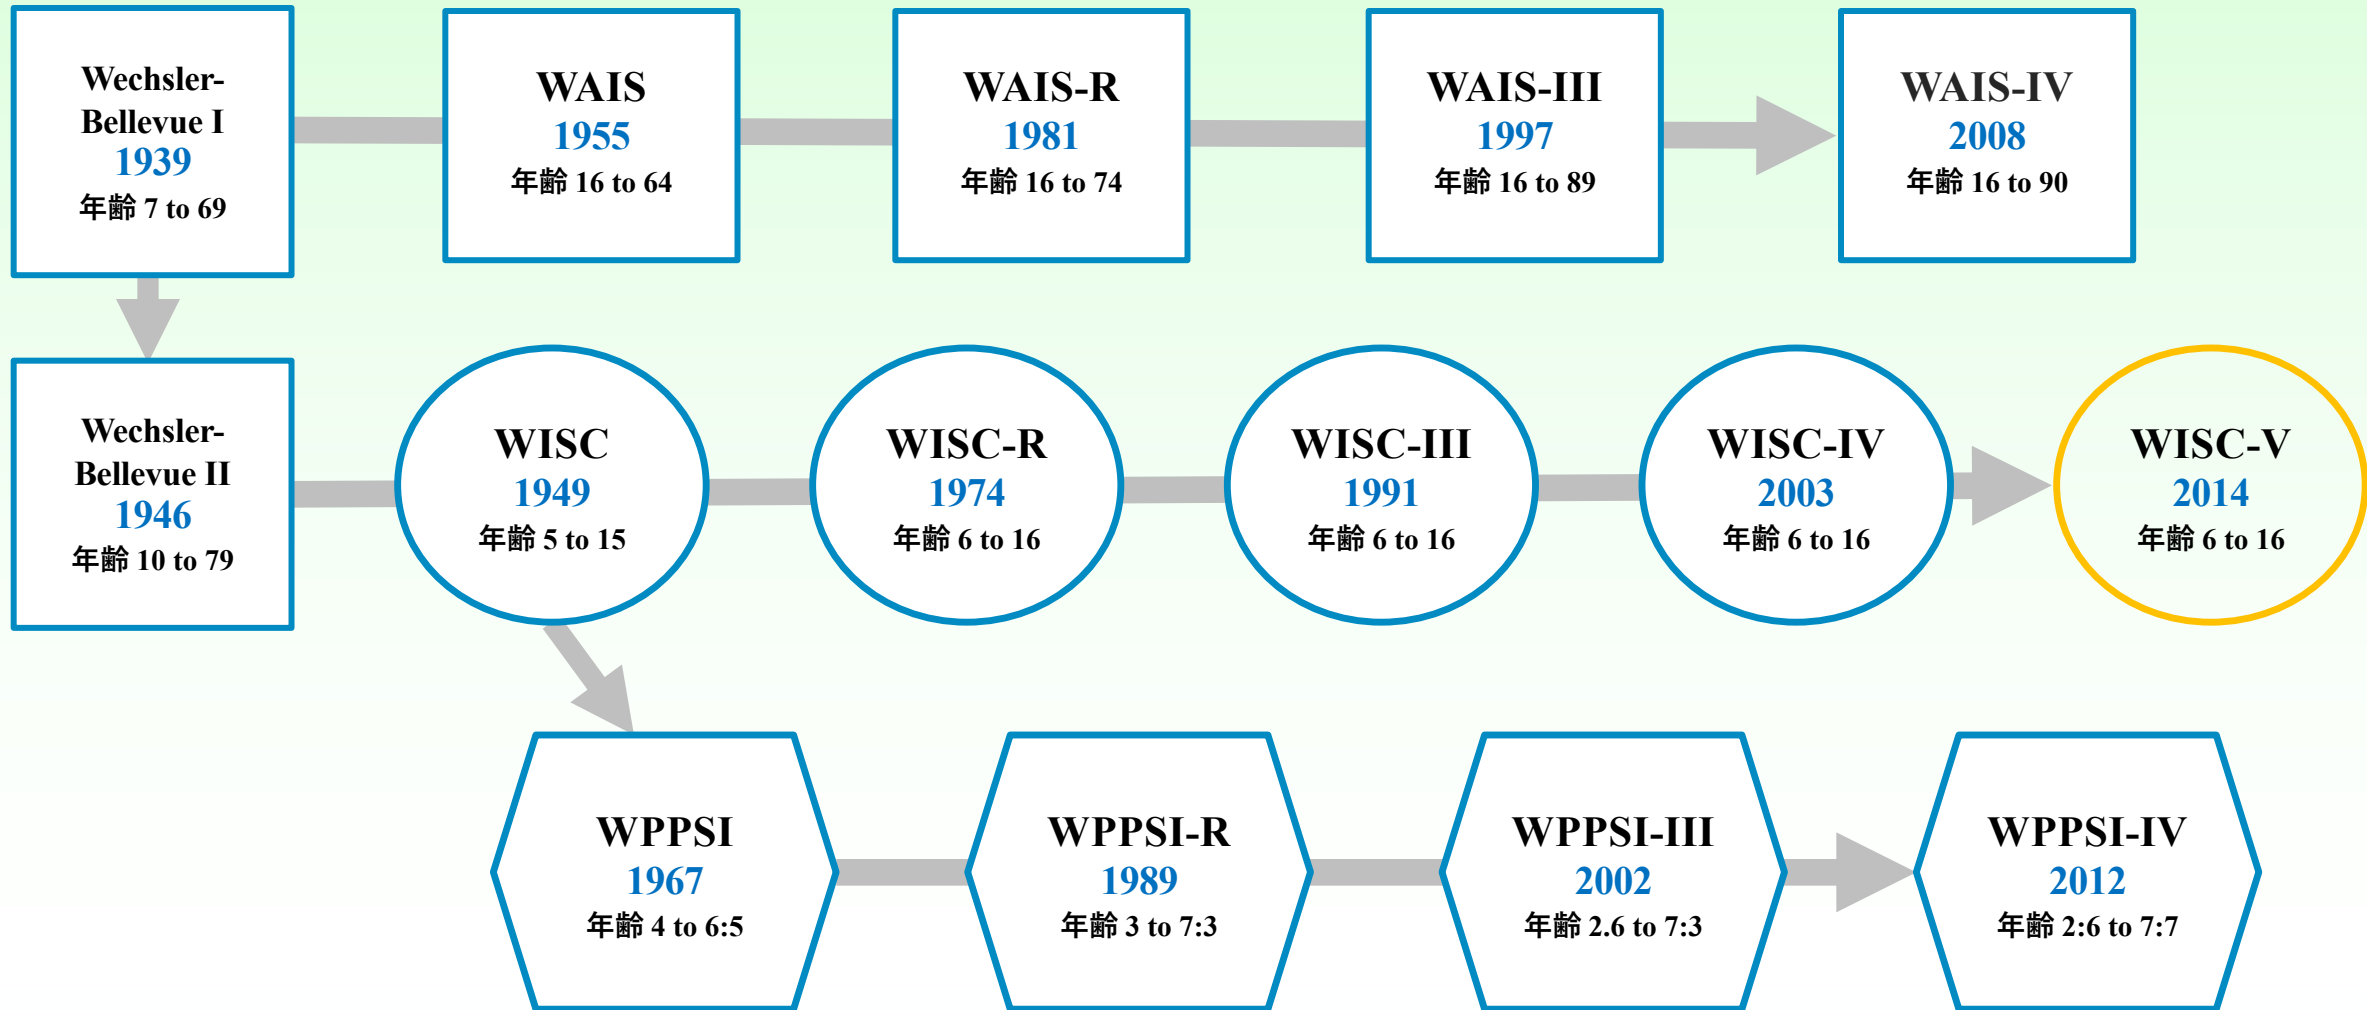 Wechsler-
Bellevue I
1939
年齢 7 to 69
WAIS
1955
年齢 16 to 64
WAIS-R
1981
年齢 16 to 74
WAIS-III
1997
年齢 16 to 89
WAIS-IV
2008
年齢 16 to 90
Wechsler-
Bellevue II
1946
年齢 10 to 79
WISC
1949
年齢 5 to 15
WISC-R
1974
年齢 6 to 16
WISC-III
1991
年齢 6 to 16
WISC-IV
2003
年齢 6 to 16
WISC-V
2014
年齢 6 to 16
WPPSI
1967
年齢 4 to 6:5
WPPSI-R
1989
年齢 3 to 7:3
WPPSI-III
2002
年齢 2.6 to 7:3
WPPSI-IV
2012
年齢 2:6 to 7:7